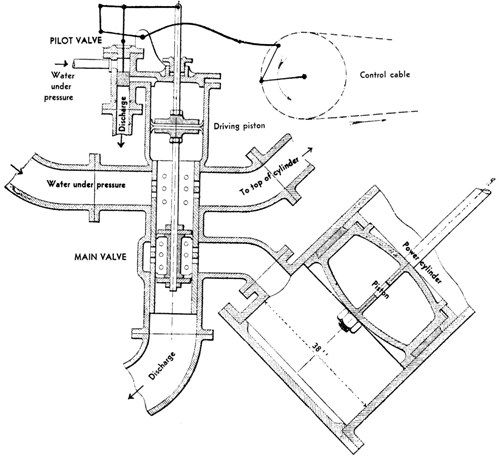 PILOT VALVE
Water
under
pressure
Discharge
Control cable
Driving piston
Water under pressure
To top of cylinder
MAIN VALVE
Power cylinder
Piston
38''
Discharge